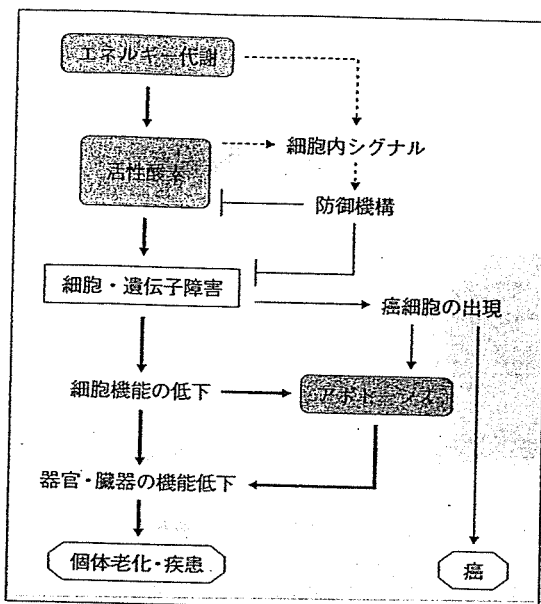 エネルギー代謝
細胞内シグナル
活性酸素
防御機構
細胞・遺伝子障害
癌細胞の出現
細胞機能の低下
アポトーシス
器官・臓器の機能低下
個体老化・疾患
癌